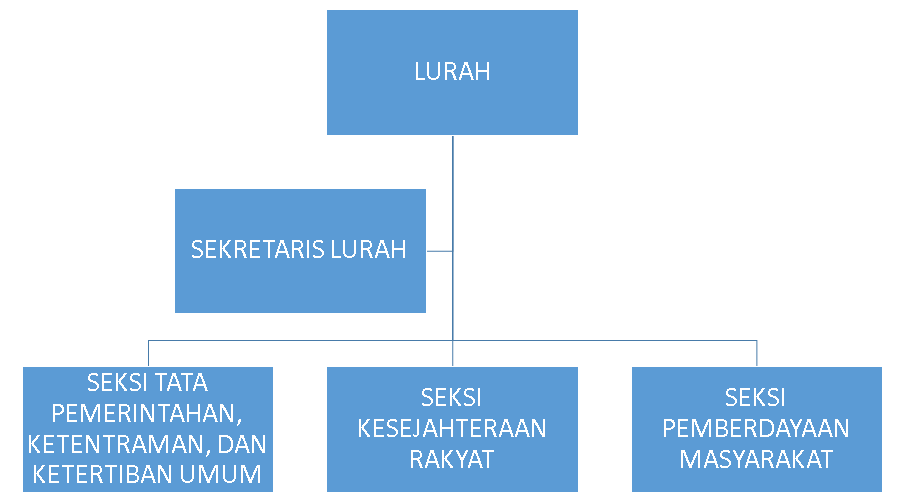 LURAH
SEKRETARIS LURAH
SEKSI TATA
PEMERINTAHAN,
KETENTRAMAN, DAN
KETERTIBAN UMUM
SEKSI
KESEJAHTERAAN
RAKYAT
SEKSI
PEMBERDAYAAN
MASYARAKAT